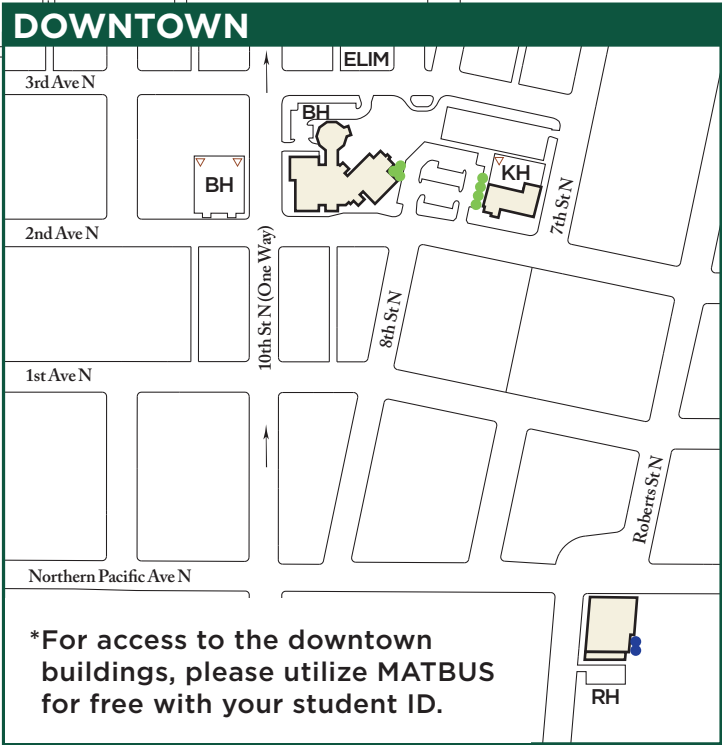 DOWNTOWN
ELIM
3rd Ave N
BH
BH
KH
7th St N
2nd Ave N
10th St N (One Way)
8th St N
1st Ave N
Roberts St N
Northern Pacific Ave N
*For access to the downtown
buildings, please utilize MATBUS
for free with your student ID.
RH